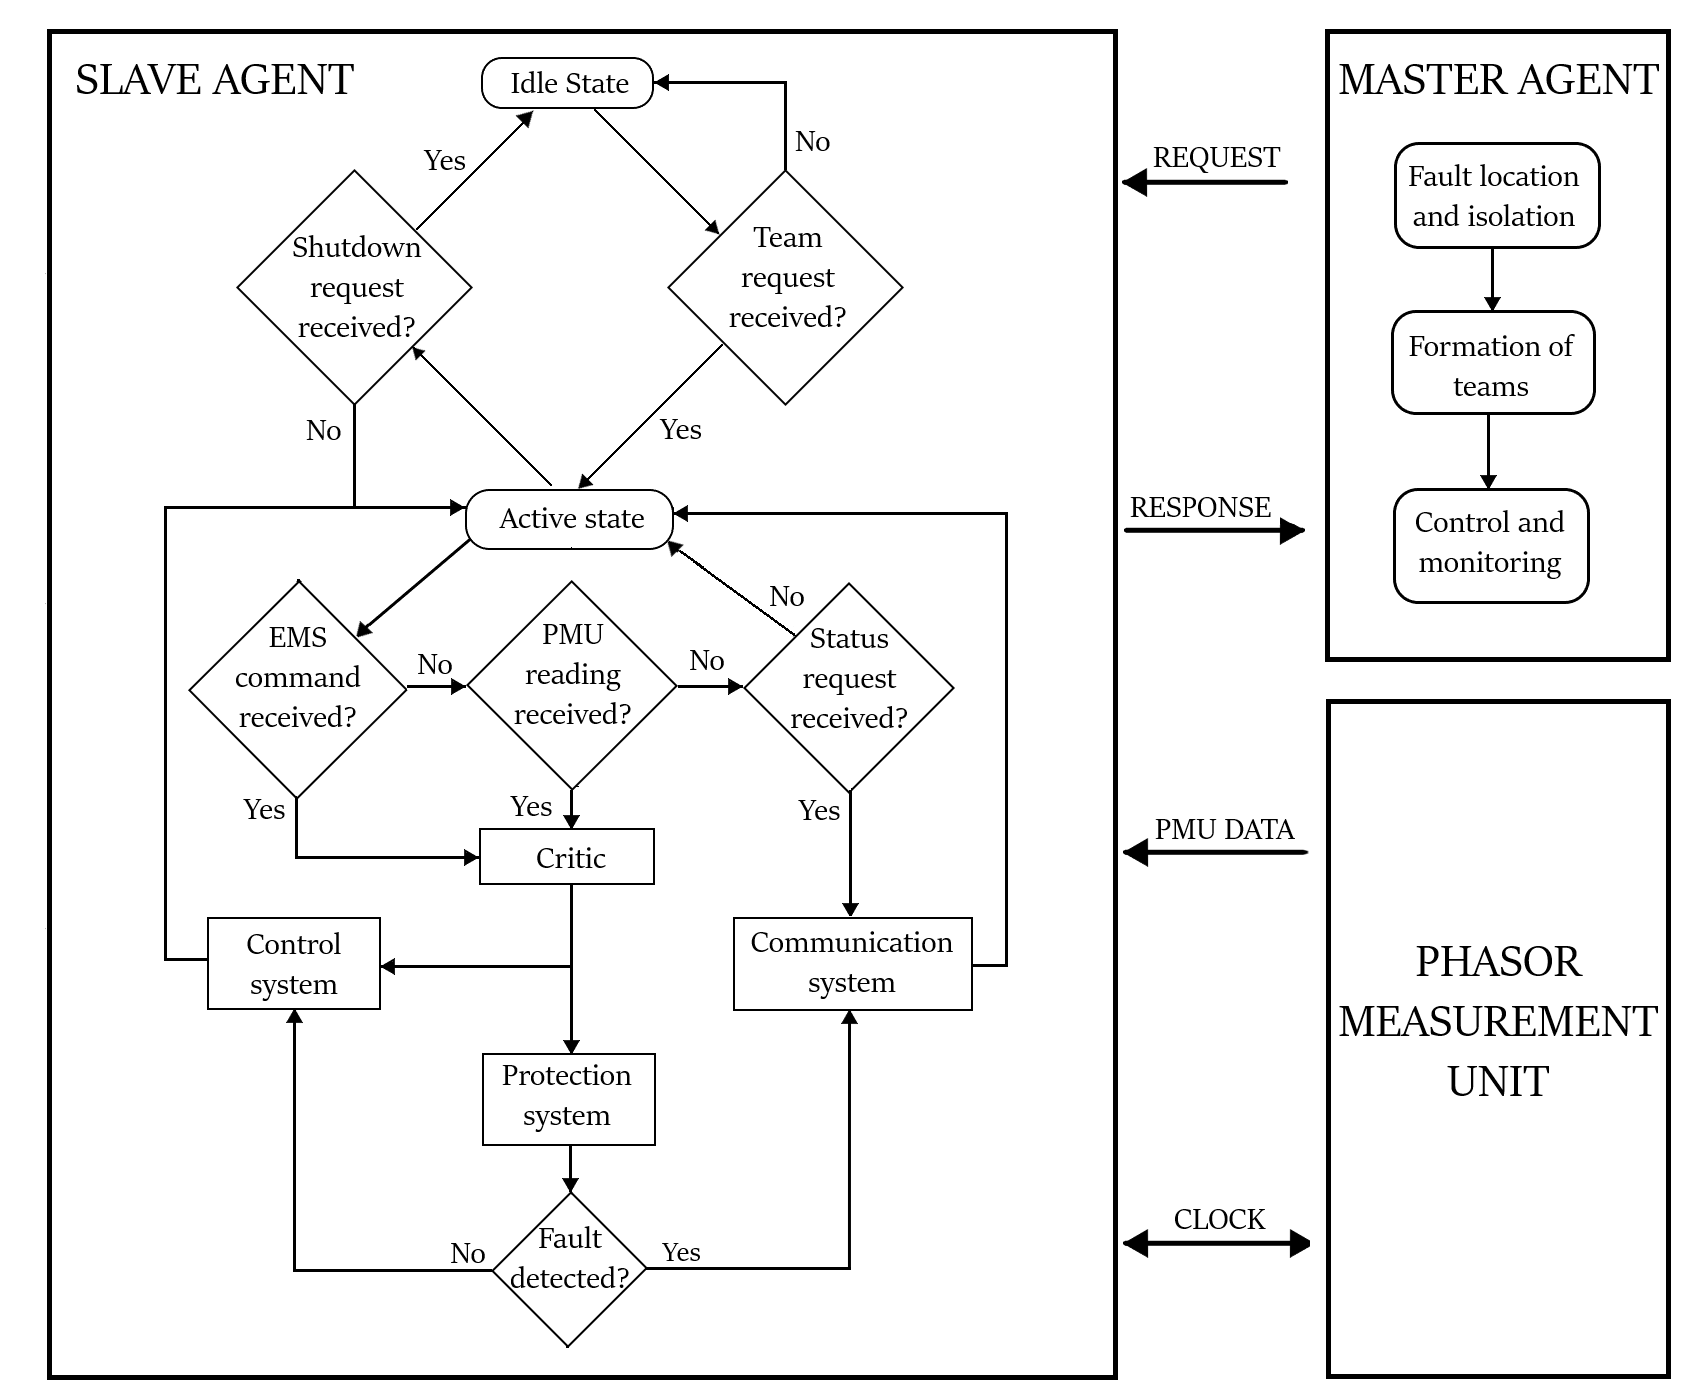 SLAVE AGENT
Idle State
Yes
No
Shutdown
request
received?
Team
request
received?
No
Yes
Active state
EMS
command
received?
No
PMU
reading
received?
No
No
Status
request
received?
Yes
Yes
Yes
Critic
Control
system
Communication
system
Protection
system
No
Fault
detected?
Yes
REQUEST
RESPONSE
PMU DATA
CLOCK
MASTER AGENT
Fault location
and isolation
Formation of
teams
Control and
monitoring
PHASOR
MEASUREMENT
UNIT